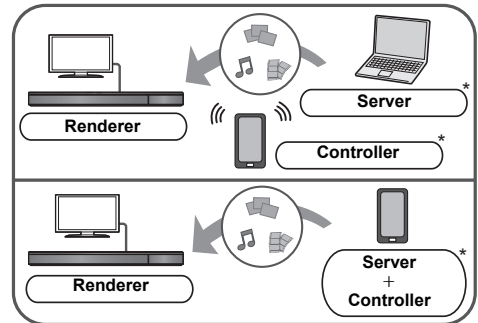 Server*
Renderer
Controller*
Renderer
Server*
+
Controller